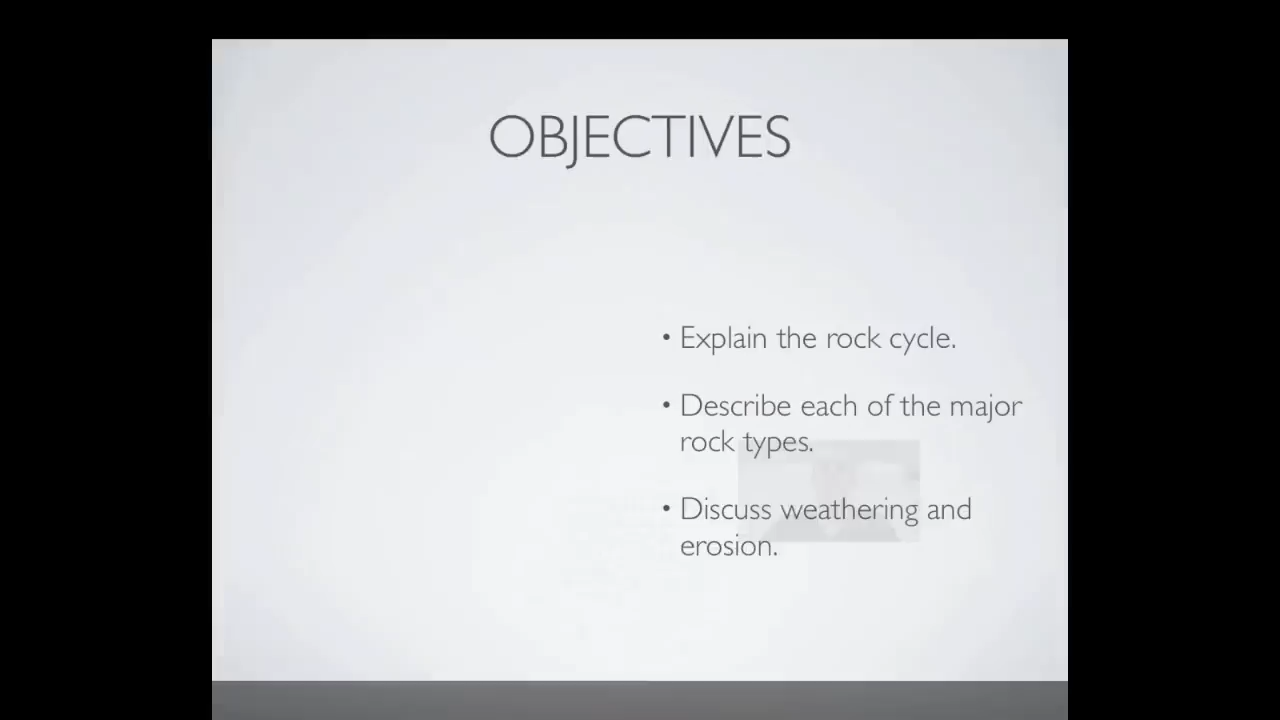 OBJECTIVES
• Explain the rock cycle.
• Describe each of the major
rock types.
• Discuss weathering and
erosion.